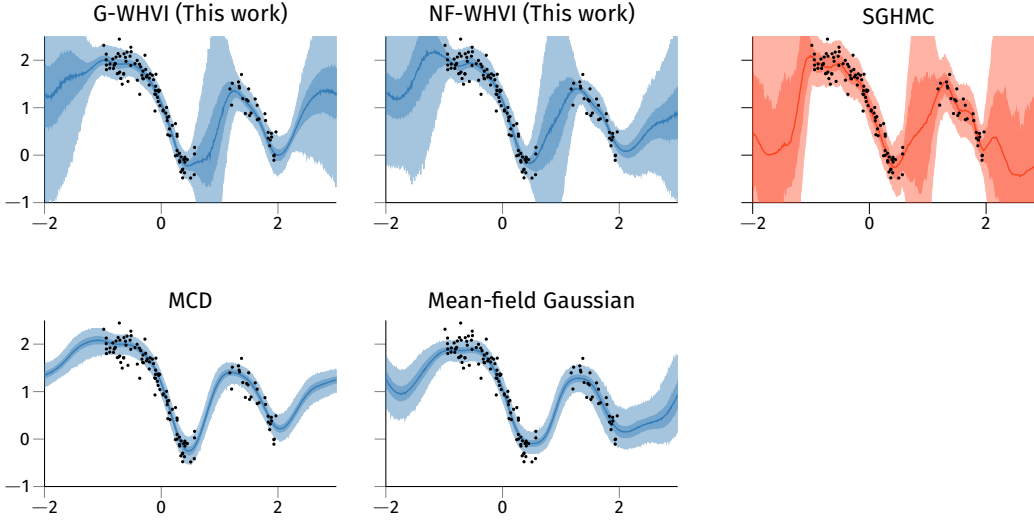 G-WHVI (This work) NF-WHVI (This work) SGHMC
2
1
0
−1
−2 0 2 −2 0 2 −2 0 2
MCD Mean-field Gaussian
2
1
0
−1
−2 0 2 −2 0 2